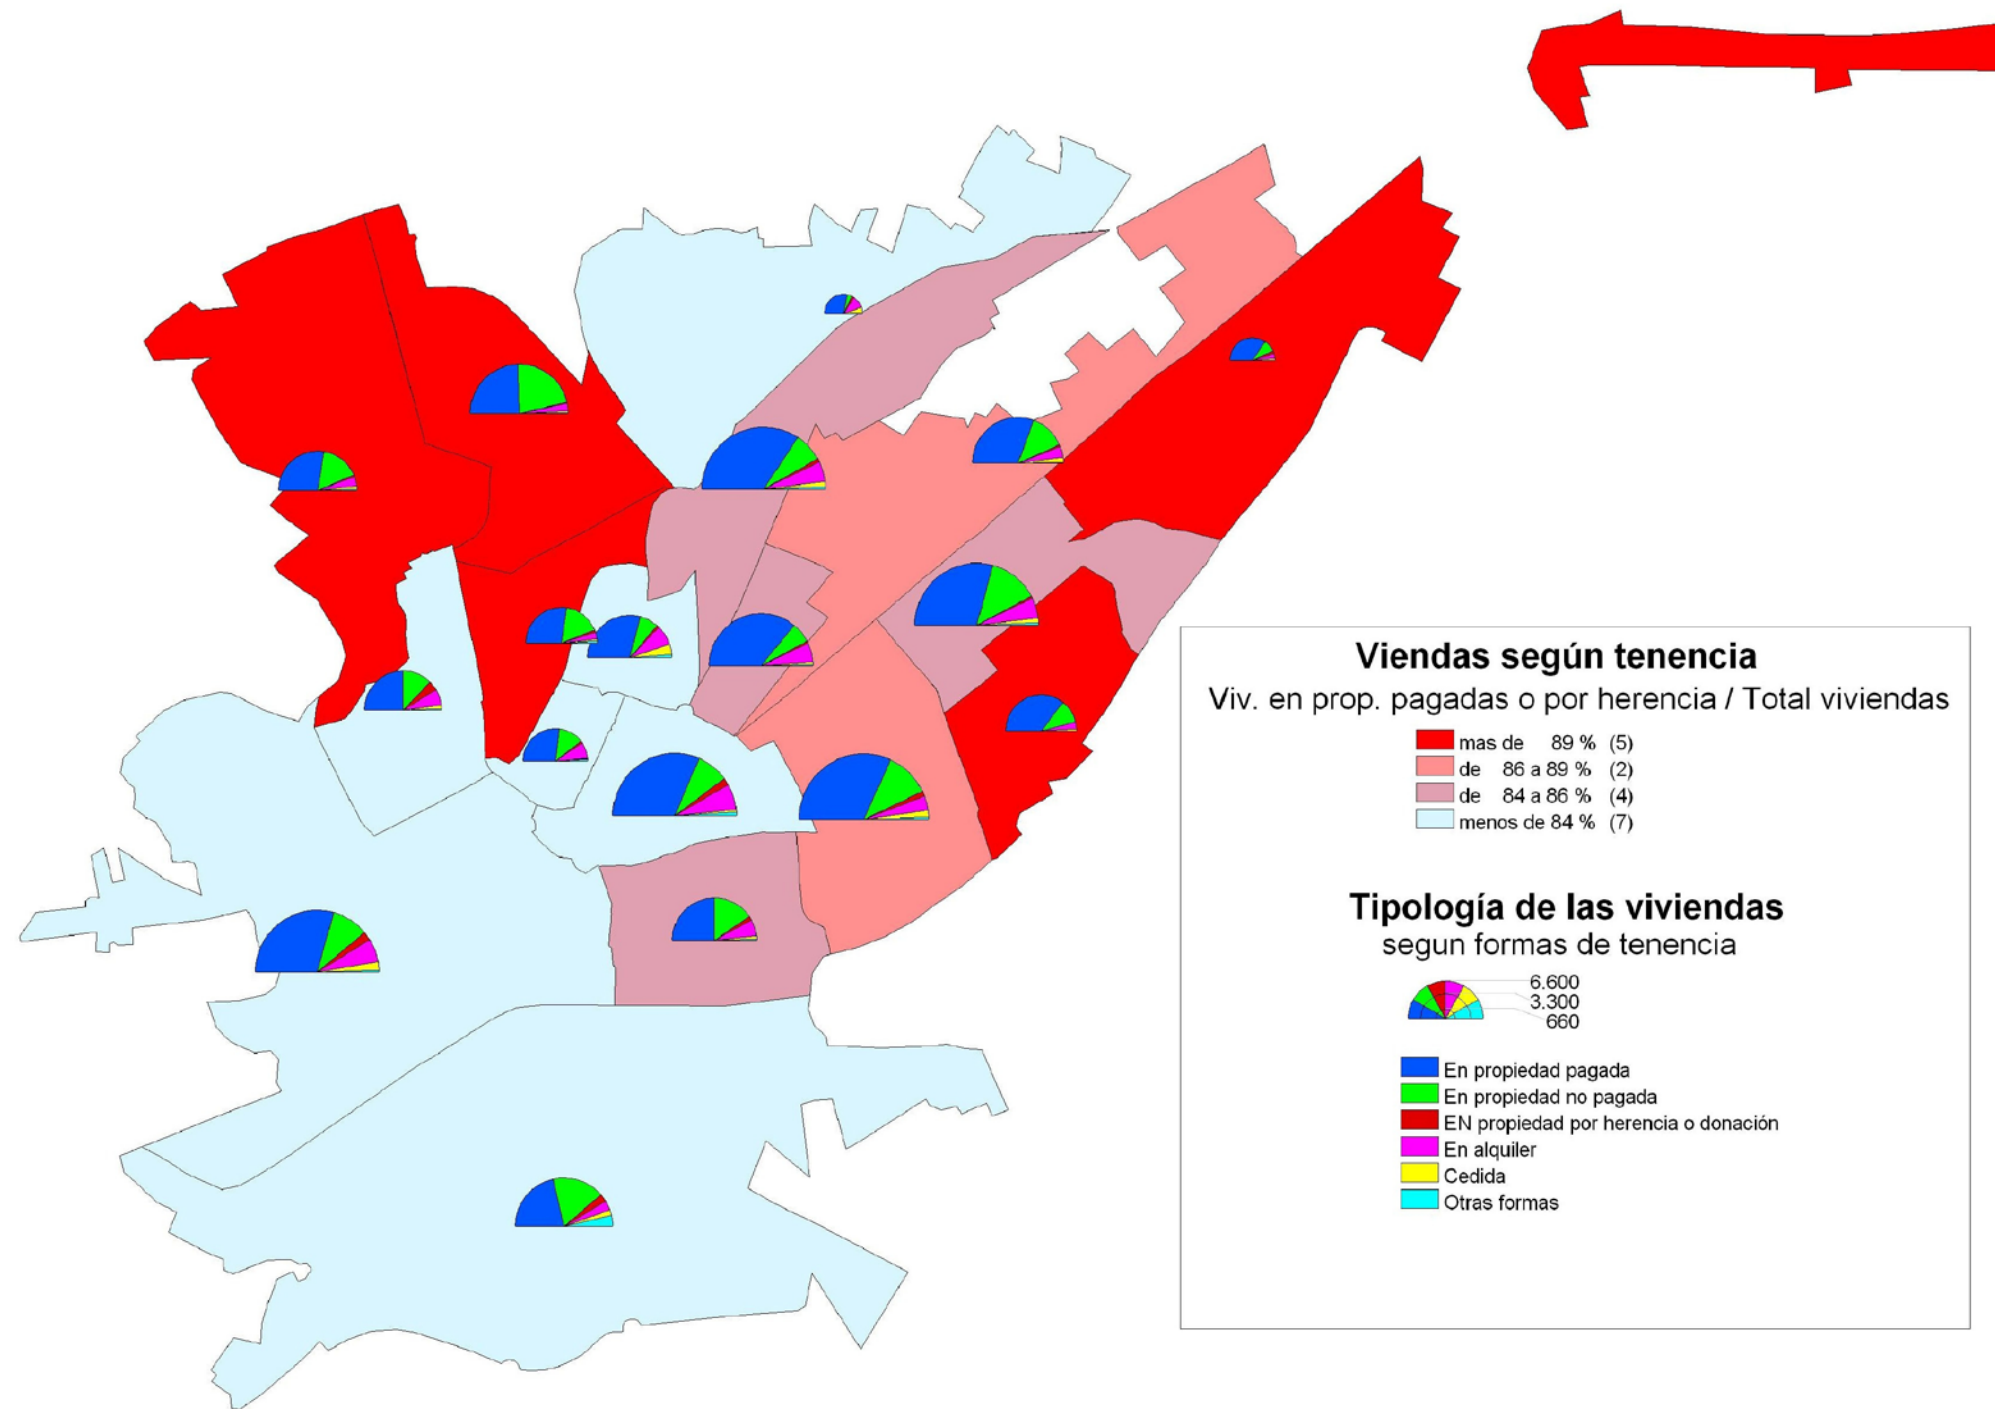 Viendas según tenencia
Viv. en prop. pagadas o por herencia / Total viviendas
mas de 89 % (5)
de 86 a 89 % (2)
de 84 a 86 % (4)
menos de 84 % (7)
Tipología de las viviendas
segun formas de tenencia
6.600
3.300
660
En propiedad pagada
En propiedad no pagada
EN propiedad por herencia o donación
En alquiler
Cedida
Otras formas